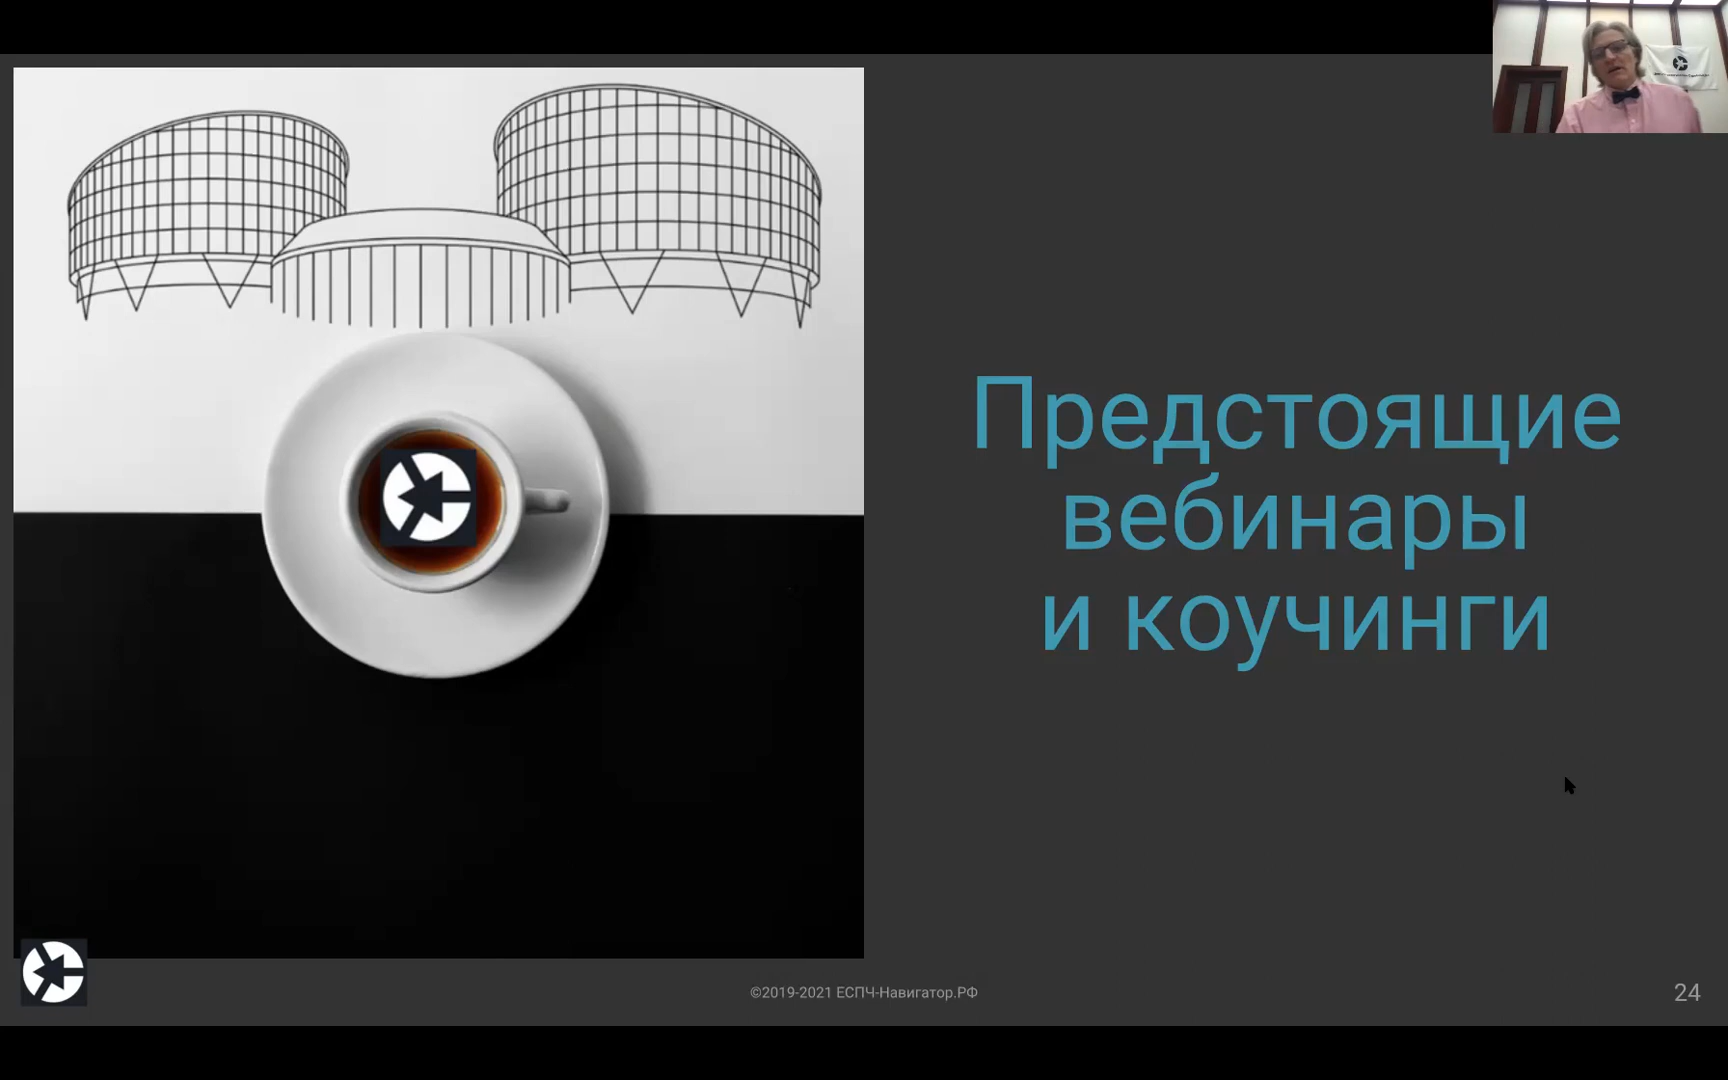 Предстоящие
вебинары
и коучинги
©2019-2021 ЕСПЧ-Навигатор.РФ
24